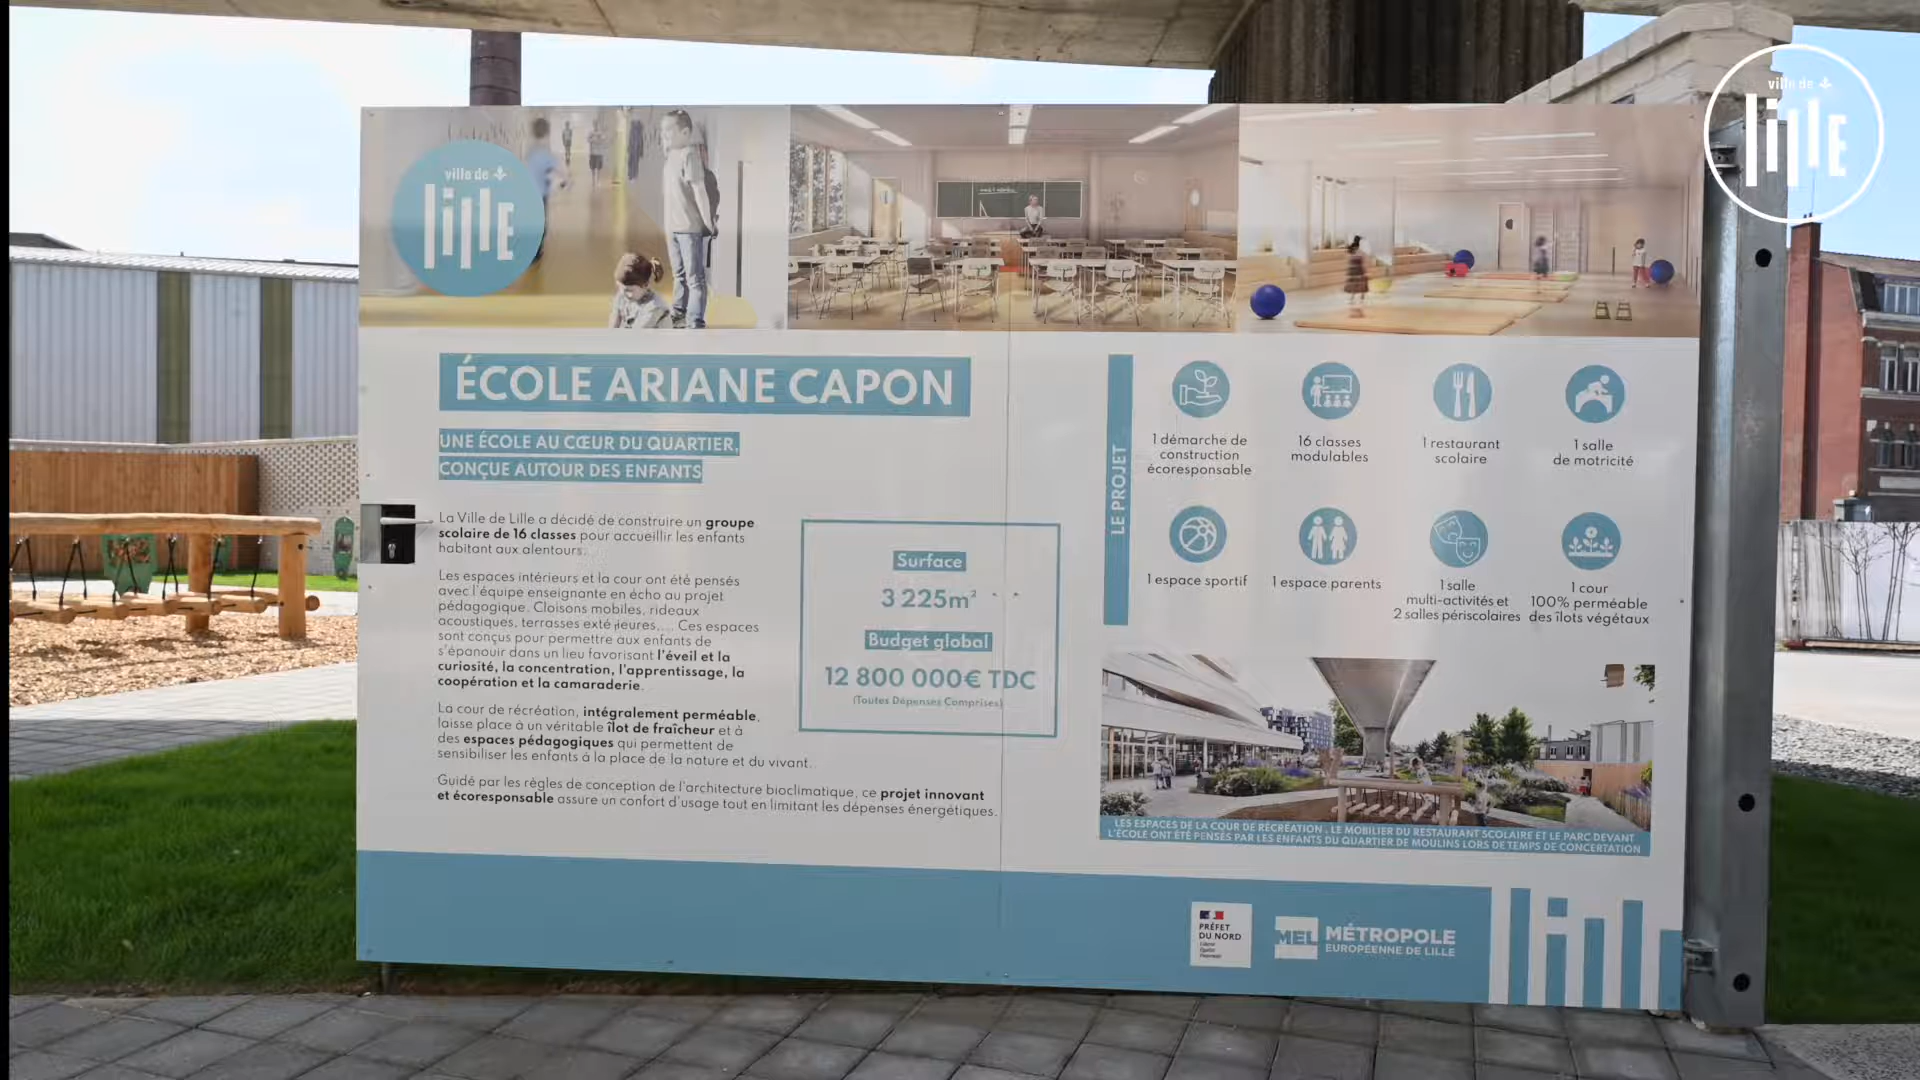 ville de
lille
ville de
lille
ÉCOLE ARIANE CAPON
UNE ÉCOLE AU CŒUR DU QUARTIER,
CONÇUE AUTOUR DES ENFANTS
La Ville de Lille a décidé de construire un groupe
scolaire de 16 classes pour accueillir les enfants
habitant aux alentours.
Les espaces intérieurs et la cour ont été pensés
avec l'équipe enseignante en écho au projet
pédagogique. Cloisons mobiles, rideaux
acoustiques, terrasses extérieures,... Ces espaces
sont conçus pour permettre aux enfants de
s'épanouir dans un lieu favorisant l'éveil et la
curiosité, la concentration, l'apprentissage, la
coopération et la camaraderie.
La cour de récréation, intégralement perméable,
laisse place à un véritable îlot de fraîcheur et à
des espaces pédagogiques qui permettent de
sensibiliser les enfants à la place de la nature et du vivant.
Guidé par les règles de conception de l'architecture bioclimatique, ce projet innovant
et écoresponsable assure un confort d'usage tout en limitant les dépenses énergétiques.
Surface
3 225m²
Budget global
12 800 000€ TDC
(Toutes Dépenses Comprises)
LE PROJET
1 démarche de
construction
écoresponsable
16 classes
modulables
1 restaurant
scolaire
1 salle
de motricité
1 espace sportif
1 espace parents
1 salle
multi-activités et
2 salles périscolaires
1 cour
100% perméable
des îlots végétaux
LES ESPACES DE LA COUR DE RÉCRÉATION, LE MOBILIER DU RESTAURANT SCOLAIRE ET LE PARC DEVANT
L'ÉCOLE ONT ÉTÉ PENSÉS PAR LES ENFANTS DU QUARTIER DE MOULINS LORS DE TEMPS DE CONCERTATION
PRÉFET
DU NORD
Liberté
Égalité
Fraternité
MEL
MÉTROPOLE
EUROPÉENNE DE LILLE